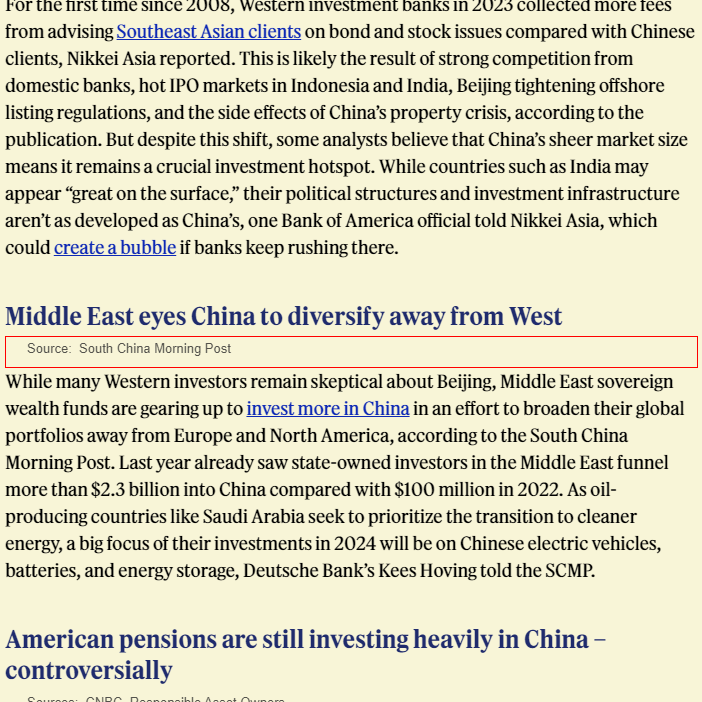 For the first time since 2008, Western investment banks in 2023 collected more fees
from advising Southeast Asian clients on bond and stock issues compared with Chinese
clients, Nikkei Asia reported. This is likely the result of strong competition from
domestic banks, hot IPO markets in Indonesia and India, Beijing tightening offshore
listing regulations, and the side effects of China’s property crisis, according to the
publication. But despite this shift, some analysts believe that China’s sheer market size
means it remains a crucial investment hotspot. While countries such as India may
appear “great on the surface,” their political structures and investment infrastructure
aren’t as developed as China’s, one Bank of America official told Nikkei Asia, which
could create a bubble if banks keep rushing there.
Middle East eyes China to diversify away from West
Source: South China Morning Post
While many Western investors remain skeptical about Beijing, Middle East sovereign
wealth funds are gearing up to invest more in China in an effort to broaden their global
portfolios away from Europe and North America, according to the South China
Morning Post. Last year already saw state-owned investors in the Middle East funnel
more than $2.3 billion into China compared with $100 million in 2022. As oil-
producing countries like Saudi Arabia seek to prioritize the transition to cleaner
energy, a big focus of their investments in 2024 will be on Chinese electric vehicles,
batteries, and energy storage, Deutsche Bank’s Kees Hoving told the SCMP.
American pensions are still investing heavily in China –
controversially
Sources: CNBC, Responsible Asset Owners